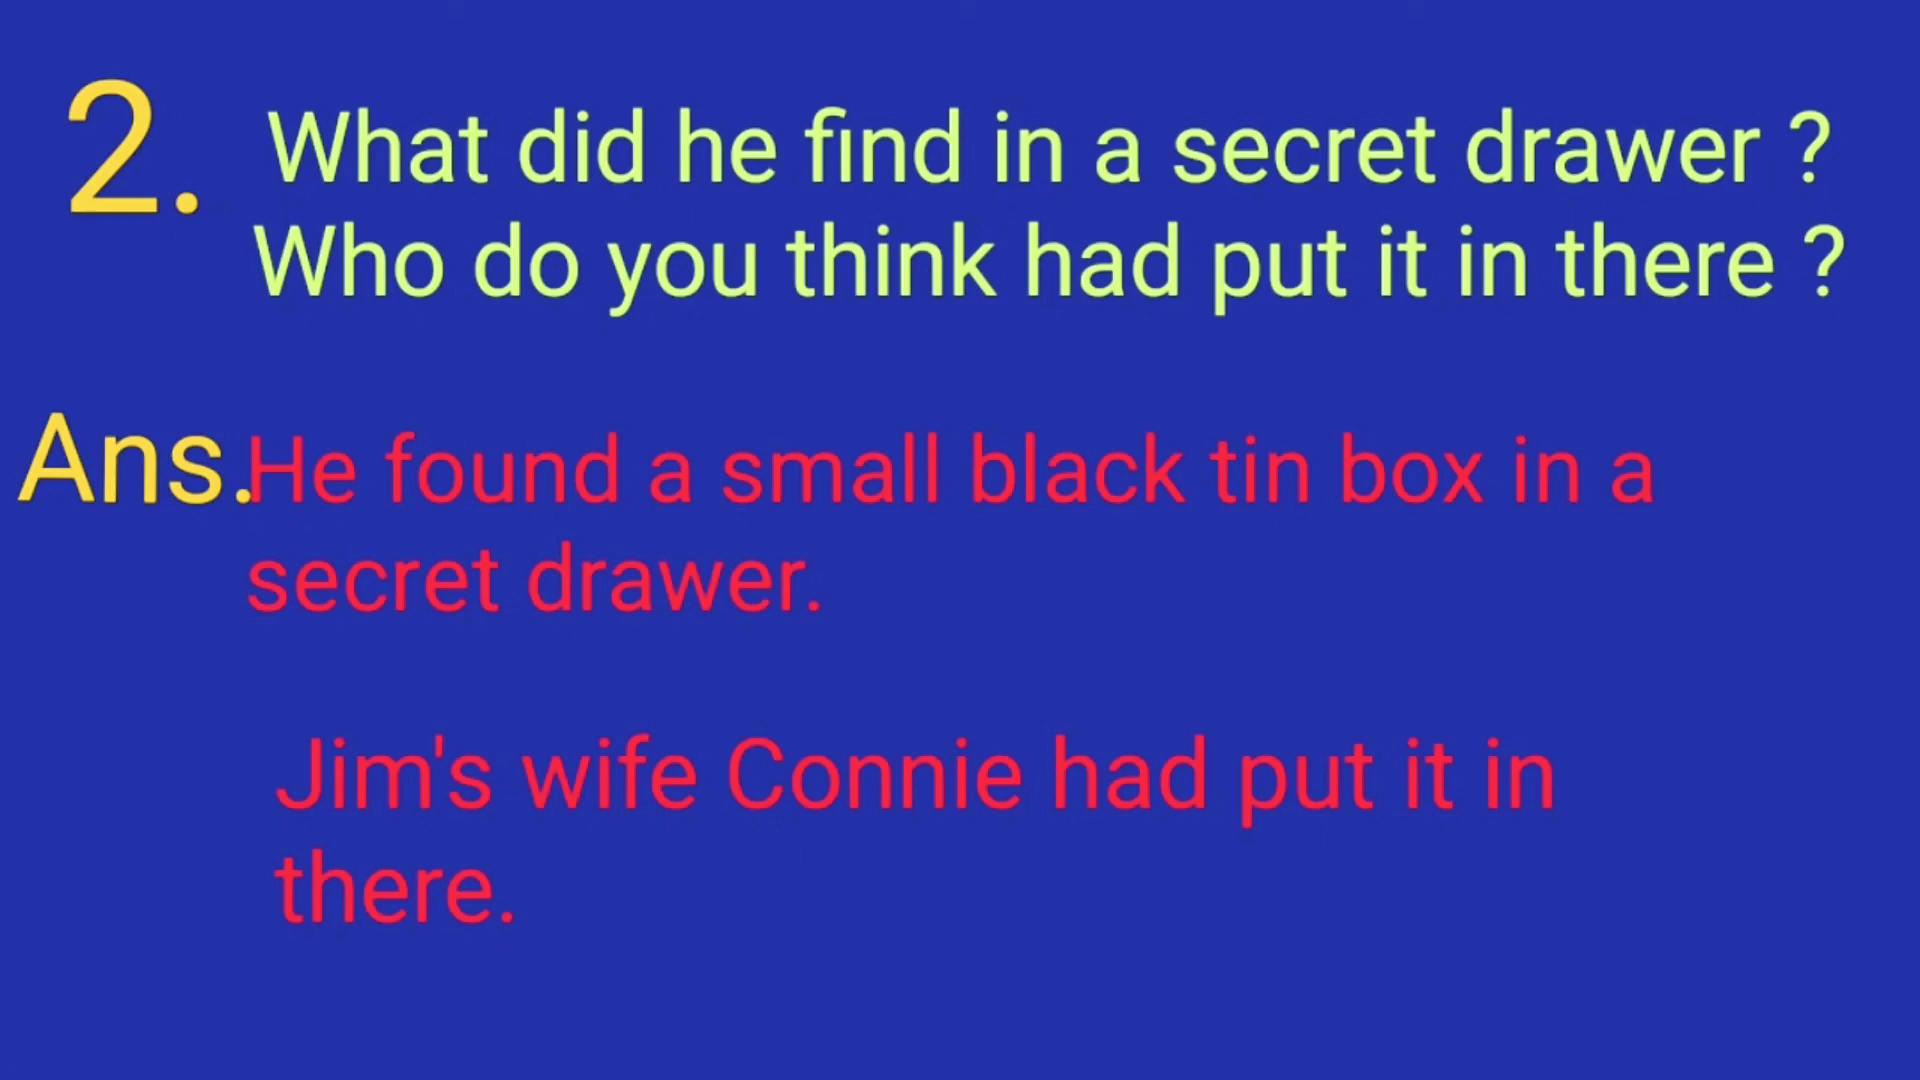 2. What did he find in a secret drawer ?
Who do you think had put it in there ?
Ans. He found a small black tin box in a
secret drawer.
Jim's wife Connie had put it in
there.